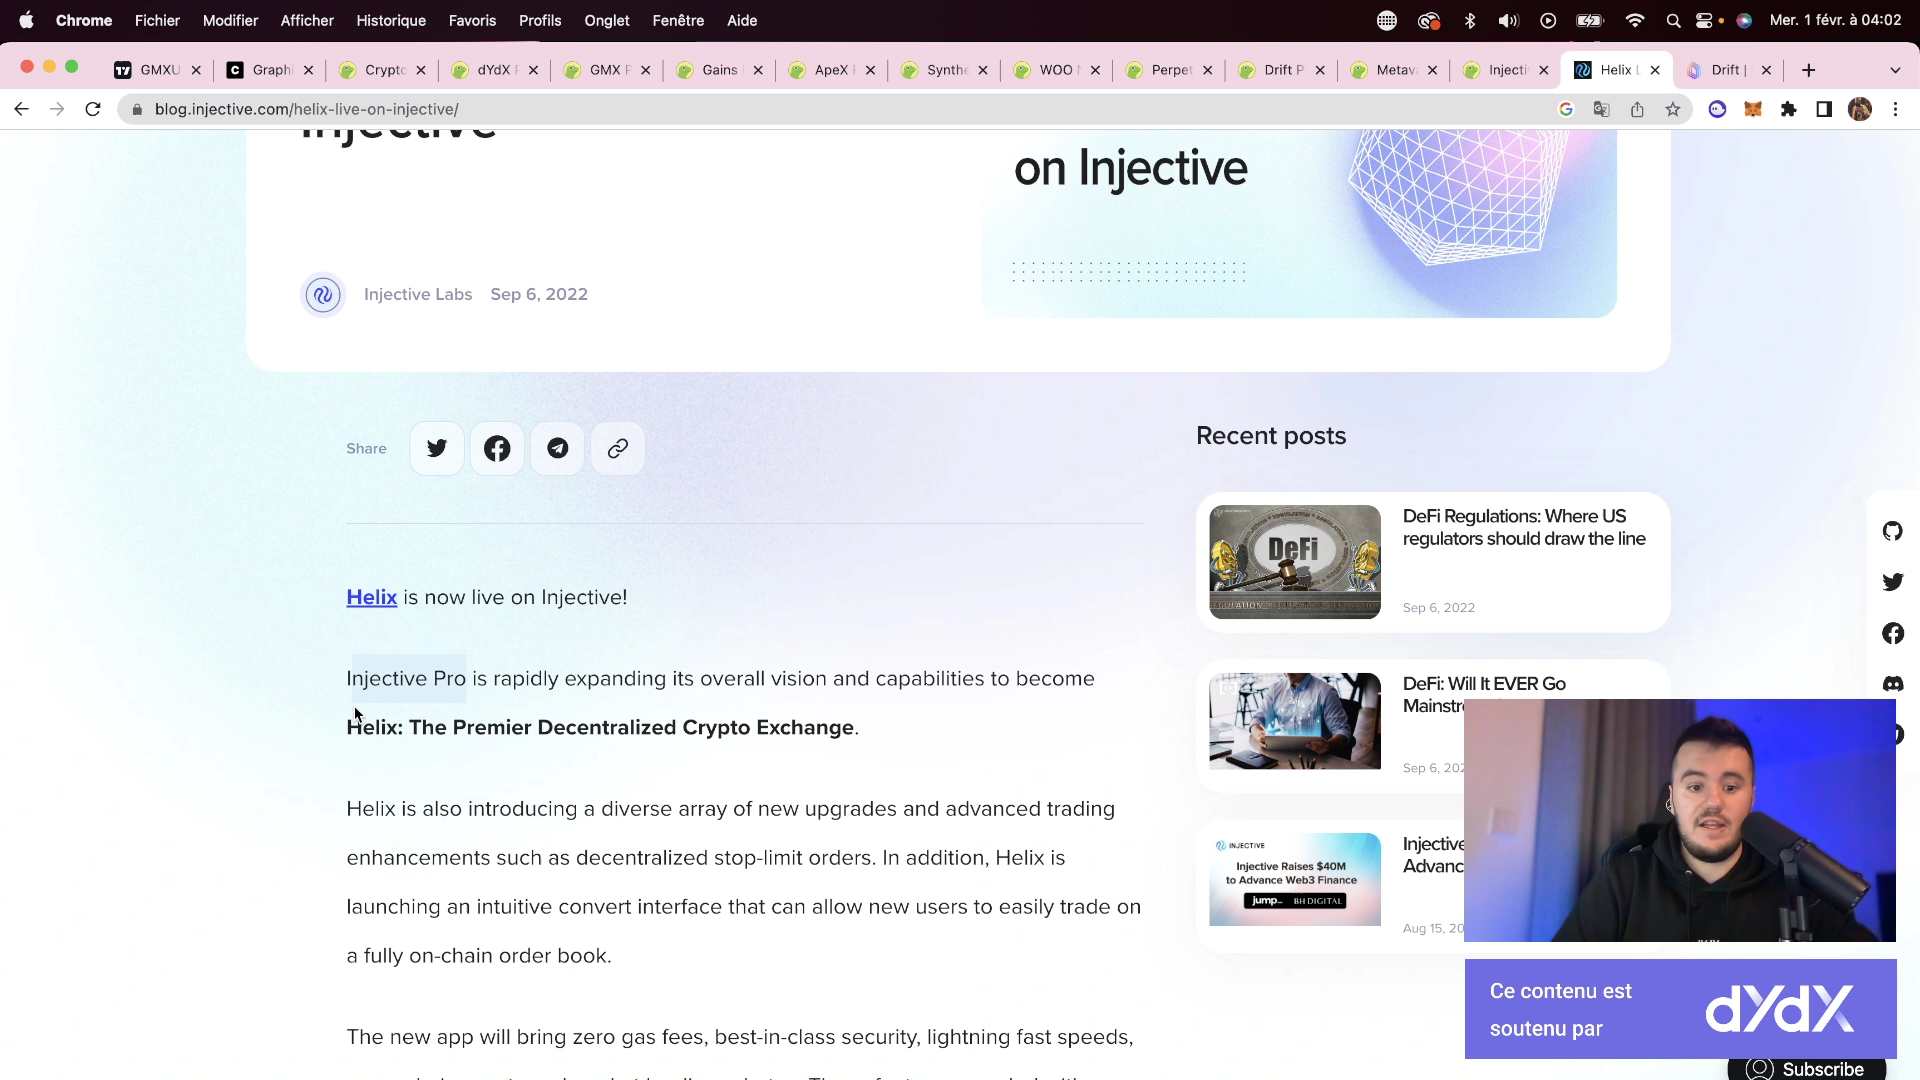 Chrome Fichier Modifier Afficher Historique Favoris Profils Onglet Fenêtre Aide Mer. 1 févr. à 04:02
GMXU Graphi Crypto dYdX F GMX P Gains ApeX F Synthe WOO N Perpet Drift P Metav Injecti Helix L Drift |
blog.injective.com/helix-live-on-injective/
Injective
on Injective
Injective Labs Sep 6, 2022
Share
Recent posts
DeFi
DeFi Regulations: Where US
regulators should draw the line
Sep 6, 2022
Helix is now live on Injective!
Injective Pro is rapidly expanding its overall vision and capabilities to become
Helix: The Premier Decentralized Crypto Exchange.
DeFi: Will It EVER Go
Mainstre
Sep 6, 202
Helix is also introducing a diverse array of new upgrades and advanced trading
enhancements such as decentralized stop-limit orders. In addition, Helix is
launching an intuitive convert interface that can allow new users to easily trade on
a fully on-chain order book.
INJECTIVE
Injective Raises $40M
to Advance Web3 Finance
jump_ BH DIGITAL
Injective
Advanc
Aug 15, 20
The new app will bring zero gas fees, best-in-class security, lightning fast speeds,
Ce contenu est
soutenu par
dYdX
Subscribe